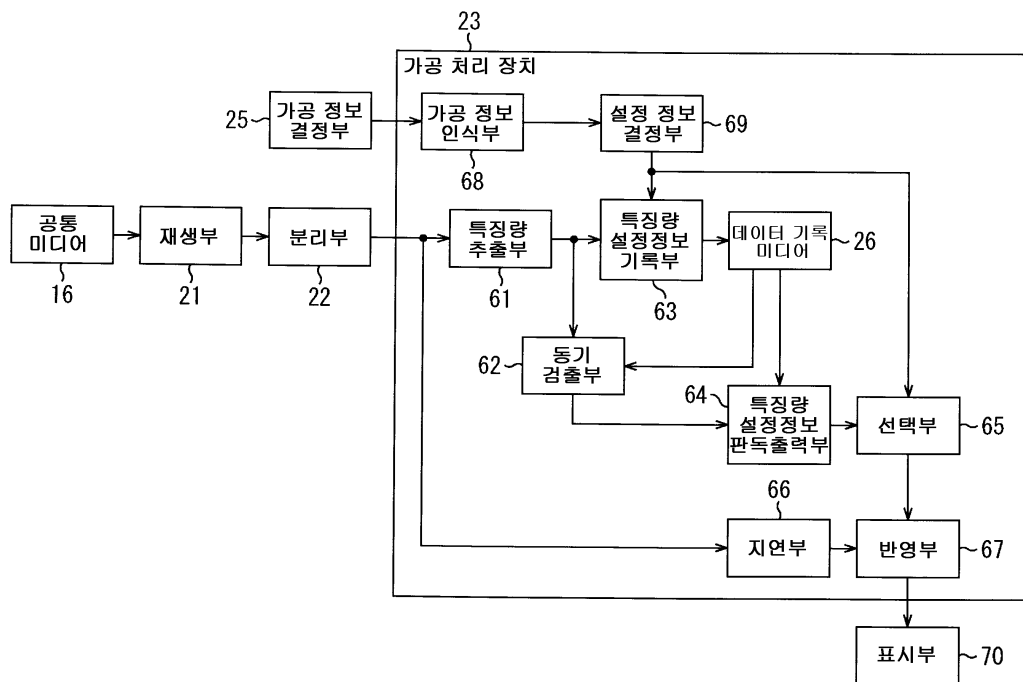 23
가공 처리 장치
25
가공 정보
결정부
가공 정보
인식부
68
설정 정보
결정부
69
공통
미디어
16
재생부
21
분리부
22
특징량
추출부
61
특징량
설정정보
기록부
63
데이터 기록
미디어
26
62
동기
검출부
64
특징량
설정정보
판독출력부
선택부
65
66
지연부
반영부
67
표시부
70